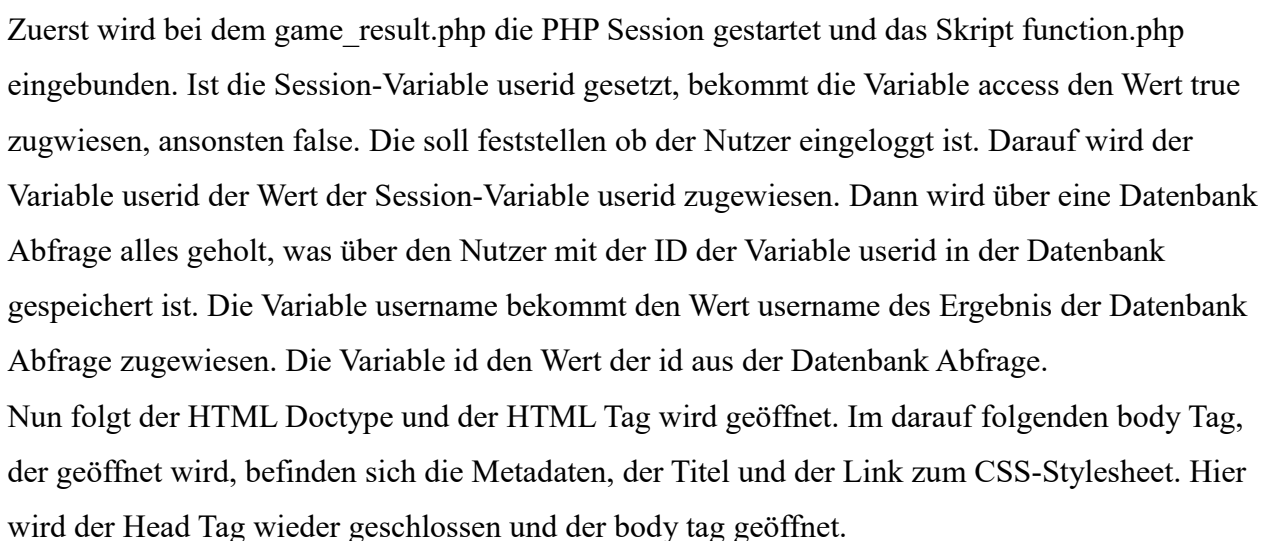 Zuerst wird bei dem game_result.php die PHP Session gestartet und das Skript function.php
eingebunden. Ist die Session-Variable userid gesetzt, bekommt die Variable access den Wert true
zugwiesen, ansonsten false. Die soll feststellen ob der Nutzer eingeloggt ist. Darauf wird der
Variable userid der Wert der Session-Variable userid zugewiesen. Dann wird über eine Datenbank
Abfrage alles geholt, was über den Nutzer mit der ID der Variable userid in der Datenbank
gespeichert ist. Die Variable username bekommt den Wert username des Ergebnis der Datenbank
Abfrage zugewiesen. Die Variable id den Wert der id aus der Datenbank Abfrage.
Nun folgt der HTML Doctype und der HTML Tag wird geöffnet. Im darauf folgenden body Tag,
der geöffnet wird, befinden sich die Metadaten, der Titel und der Link zum CSS-Stylesheet. Hier
wird der Head Tag wieder geschlossen und der body tag geöffnet.